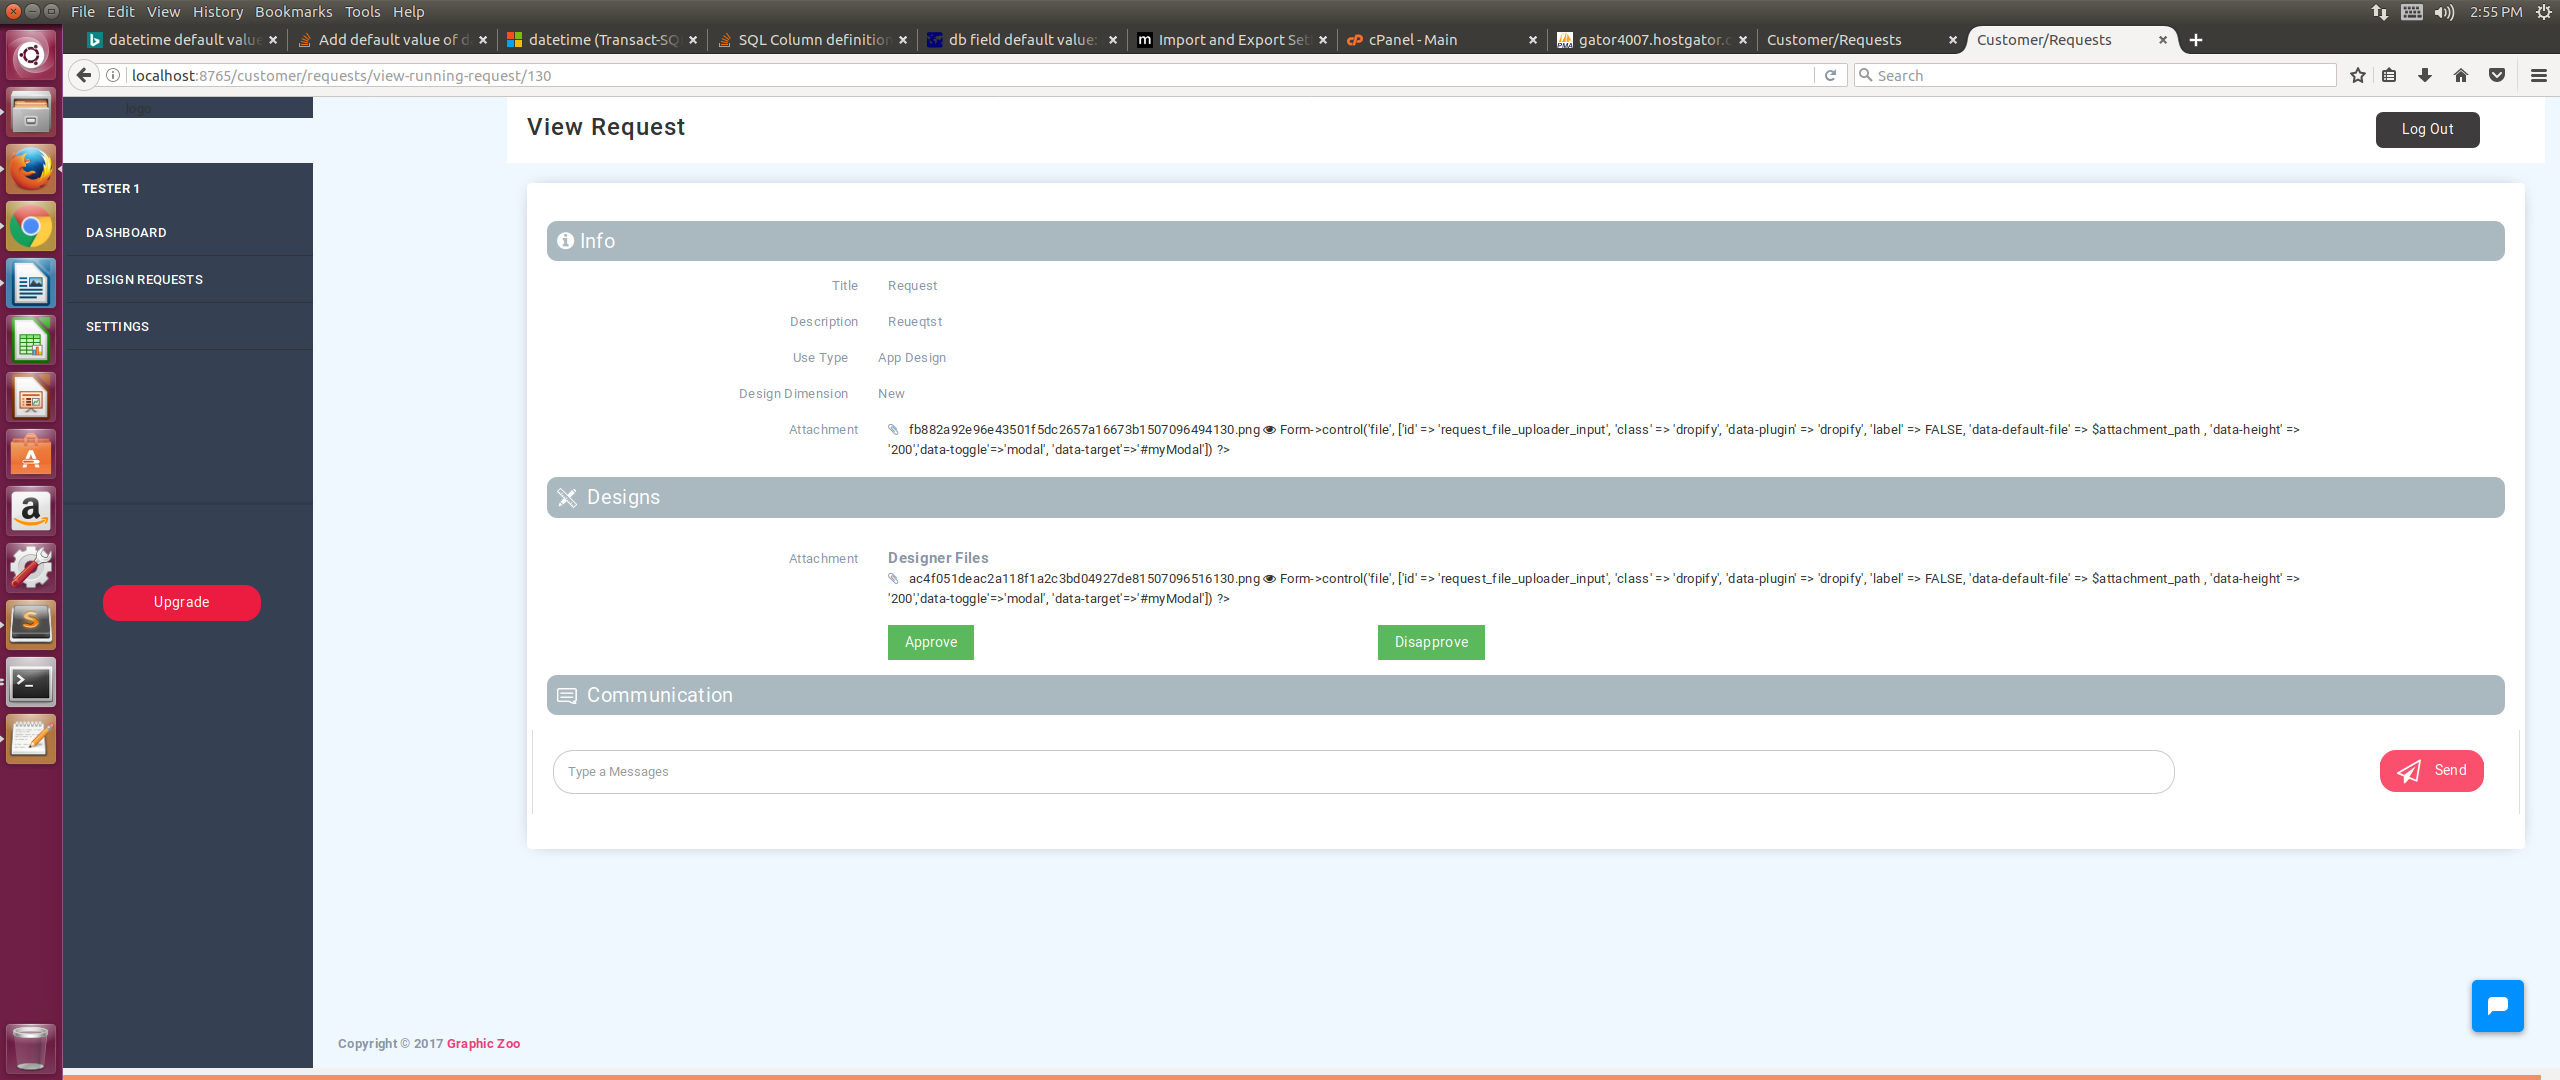 File Edit View History Bookmarks Tools Help
2:55 PM
datetime default value
Add default value of d
datetime (Transact-SQ
SQL Column definition
db field default value:
Import and Export Set
cPanel - Main
gator4007.hostgator.c
Customer/Requests
Customer/Requests
localhost:8765/customer/requests/view-running-request/130
Search
logo
View Request
Log Out
TESTER 1
DASHBOARD
DESIGN REQUESTS
SETTINGS
Upgrade
Info
Title Request
Description Reueqtst
Use Type App Design
Design Dimension New
Attachment fb882a92e96e43501f5dc2657a16673b1507096494130.png Form->control('file', ['id' => 'request_file_uploader_input', 'class' => 'dropify', 'data-plugin' => 'dropify', 'label' => FALSE, 'data-default-file' => $attachment_path , 'data-height' =>
'200','data-toggle'=>'modal', 'data-target'=>'#myModal']) ?>
Designs
Attachment Designer Files
ac4f051deac2a118f1a2c3bd04927de81507096516130.png Form->control('file', ['id' => 'request_file_uploader_input', 'class' => 'dropify', 'data-plugin' => 'dropify', 'label' => FALSE, 'data-default-file' => $attachment_path , 'data-height' =>
'200','data-toggle'=>'modal', 'data-target'=>'#myModal']) ?>
Approve Disapprove
Communication
Type a Messages
Send
Copyright © 2017 Graphic Zoo